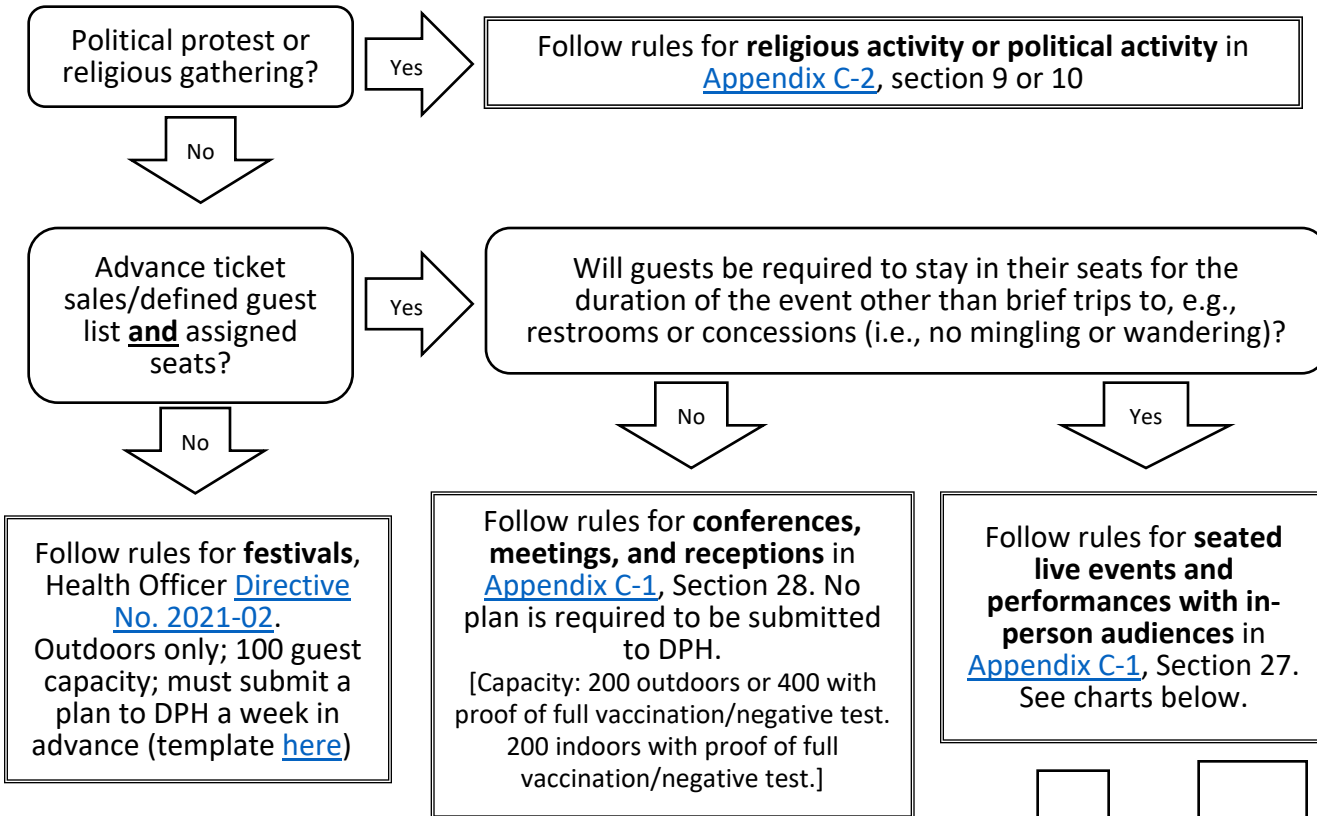 Political protest or
religious gathering?
Yes
Follow rules for religious activity or political activity in
Appendix C-2, section 9 or 10
No
Advance ticket
sales/defined guest
list and assigned
seats?
Yes
Will guests be required to stay in their seats for the
duration of the event other than brief trips to, e.g.,
restrooms or concessions (i.e., no mingling or wandering)?
No
No
Yes
Follow rules for festivals,
Health Officer Directive
No. 2021-02.
Outdoors only; 100 guest
capacity; must submit a
plan to DPH a week in
advance (template here)
Follow rules for conferences,
meetings, and receptions in
Appendix C-1, Section 28. No
plan is required to be submitted
to DPH.
[Capacity: 200 outdoors or 400 with
proof of full vaccination/negative test.
200 indoors with proof of full
vaccination/negative test.]
Follow rules for seated
live events and
performances with in-
person audiences in
Appendix C-1, Section 27.
See charts below.